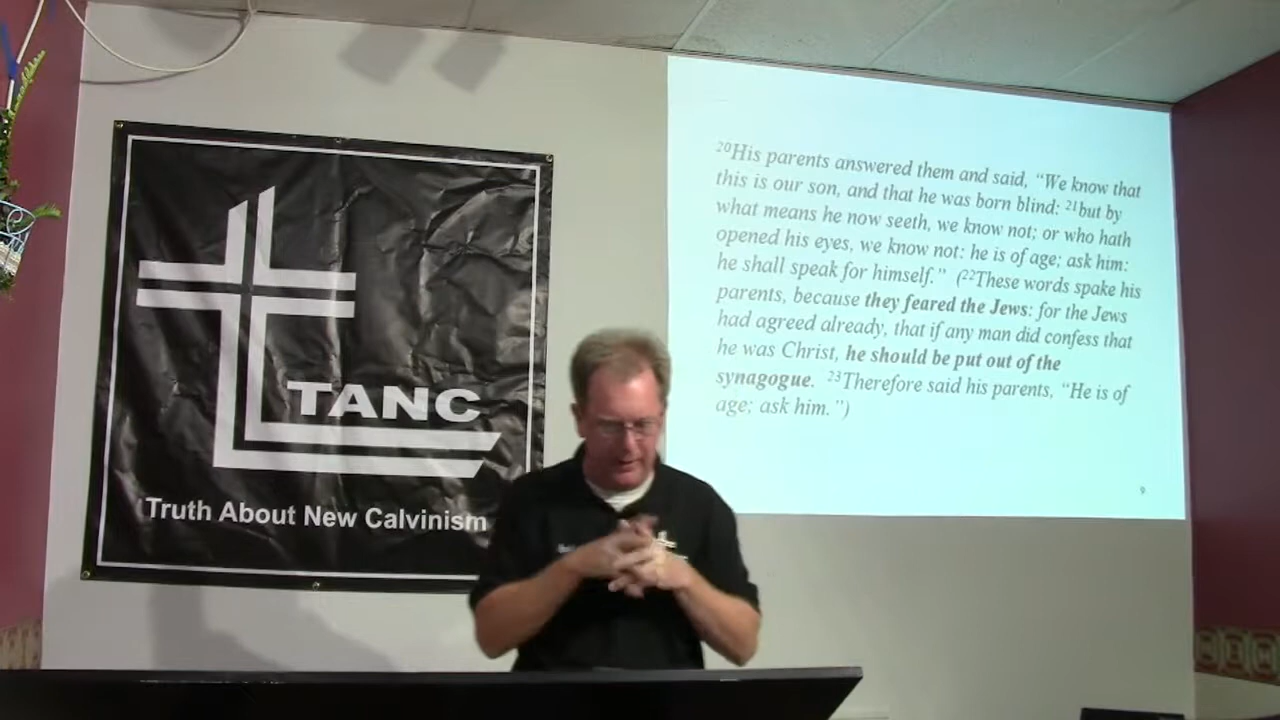 TANC
Truth About New Calvinism
20His parents answered them and said, “We know that
this is our son, and that he was born blind: 21but by
what means he now seeth, we know not; or who hath
opened his eyes, we know not: he is of age; ask him:
he shall speak for himself.” (22These words spake his
parents, because they feared the Jews: for the Jews
had agreed already, that if any man did confess that
he was Christ, he should be put out of the
synagogue. 23Therefore said his parents, “He is of
age; ask him.”)
9